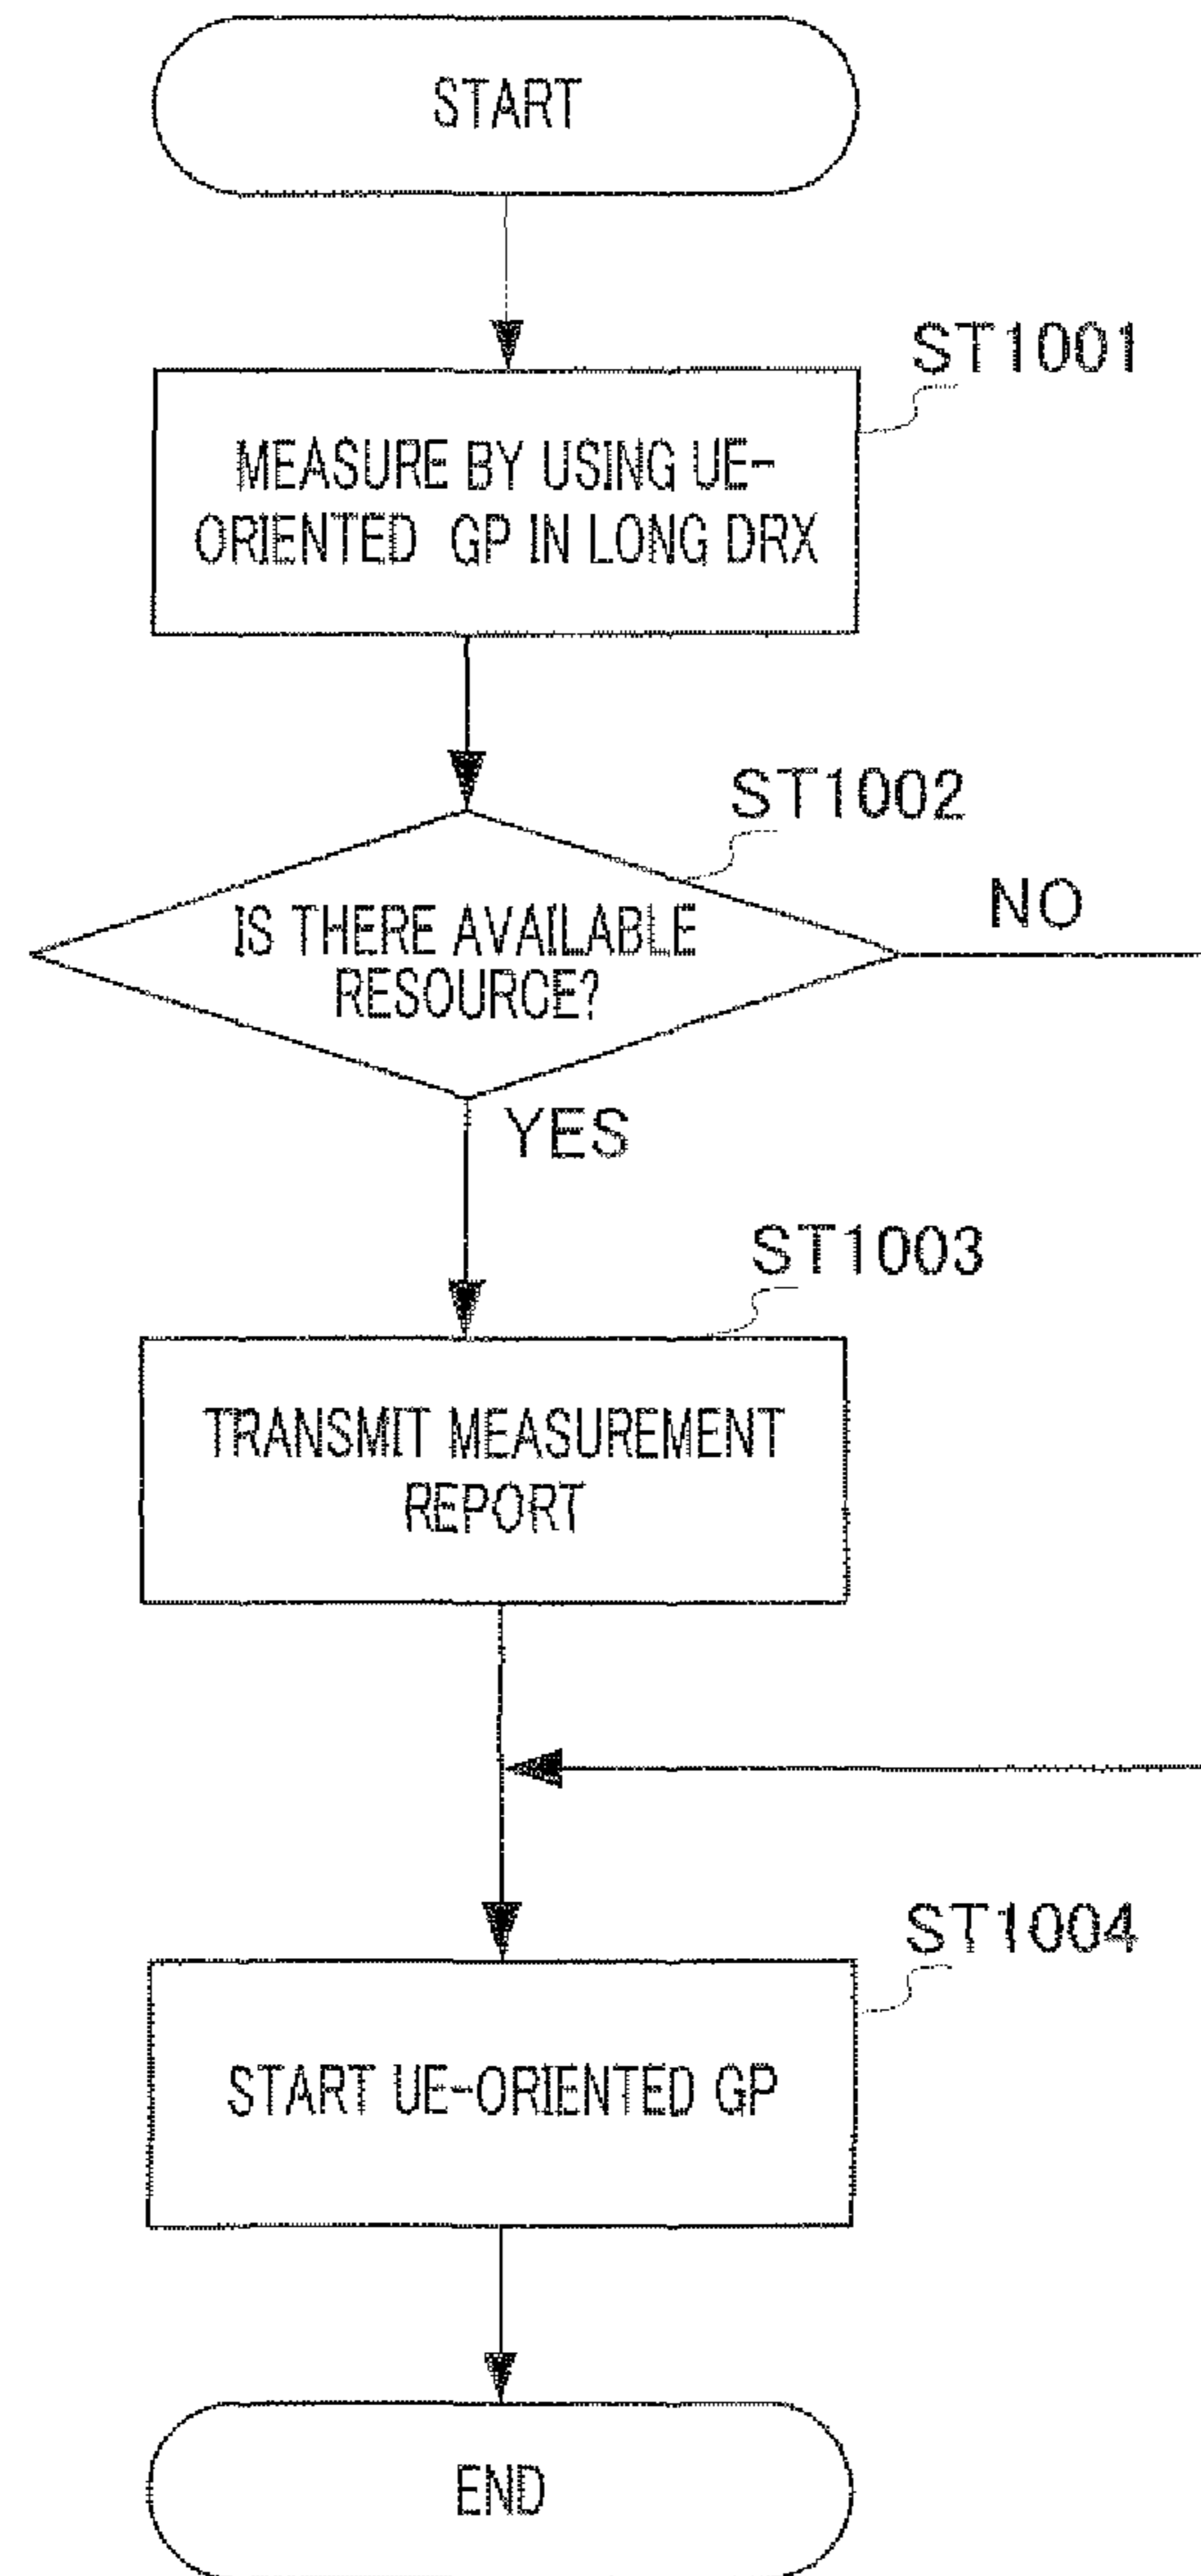 START
ST1001
MEASURE BY USING UE-
ORIENTED GP IN LONG DRX
ST1002
IS THERE AVAILABLE
RESOURCE?
NO
YES
ST1003
TRANSMIT MEASUREMENT
REPORT
ST1004
START UE-ORIENTED GP
END